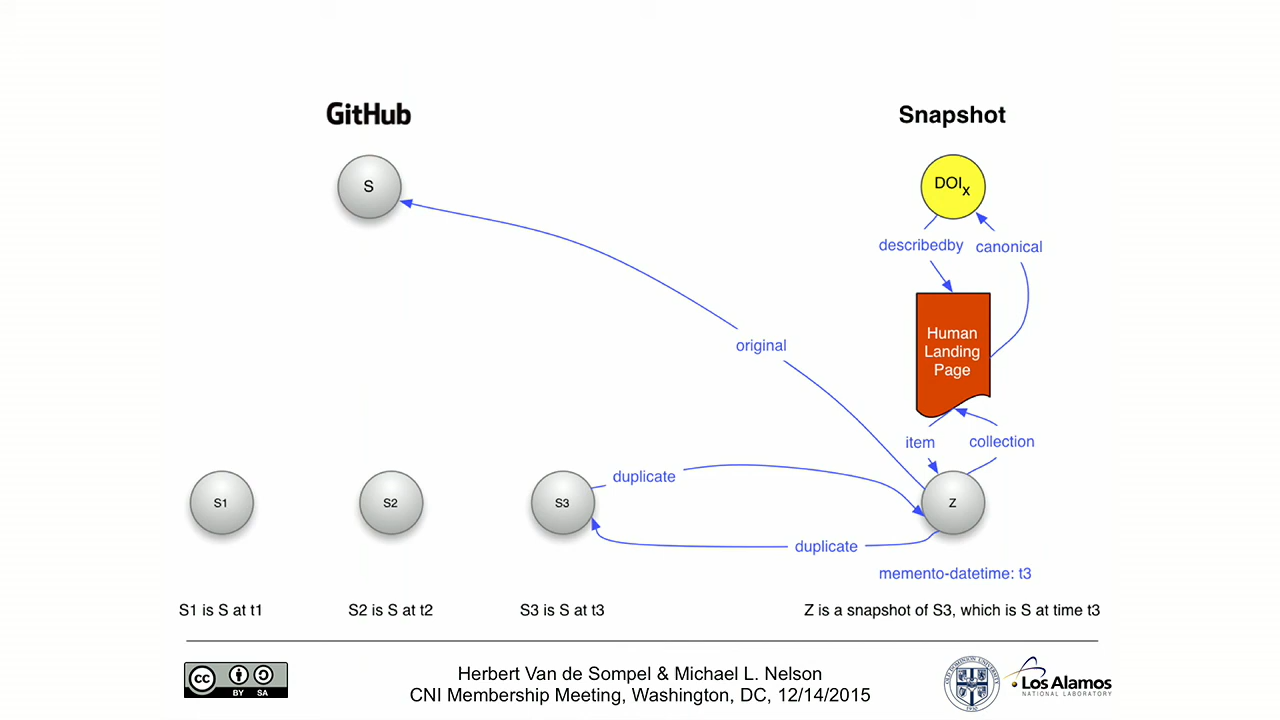 GitHub
Snapshot
S
DOIx
describedby
canonical
Human
Landing
Page
original
item
collection
duplicate
S1
S2
S3
Z
duplicate
memento-datetime: t3
S1 is S at t1
S2 is S at t2
S3 is S at t3
Z is a snapshot of S3, which is S at time t3
cc
BY SA
Herbert Van de Sompel & Michael L. Nelson
CNI Membership Meeting, Washington, DC, 12/14/2015
Los Alamos
NATIONAL LABORATORY